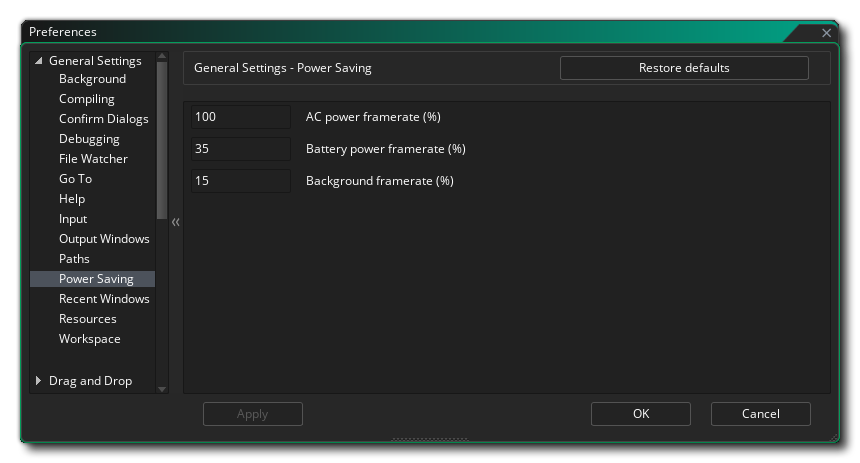 Preferences
General Settings
Background
Compiling
Confirm Dialogs
Debugging
File Watcher
Go To
Help
Input
Output Windows
Paths
Power Saving
Recent Windows
Resources
Workspace
Drag and Drop
General Settings - Power Saving
Restore defaults
100 AC power framerate (%)
35 Battery power framerate (%)
15 Background framerate (%)
Apply
OK
Cancel